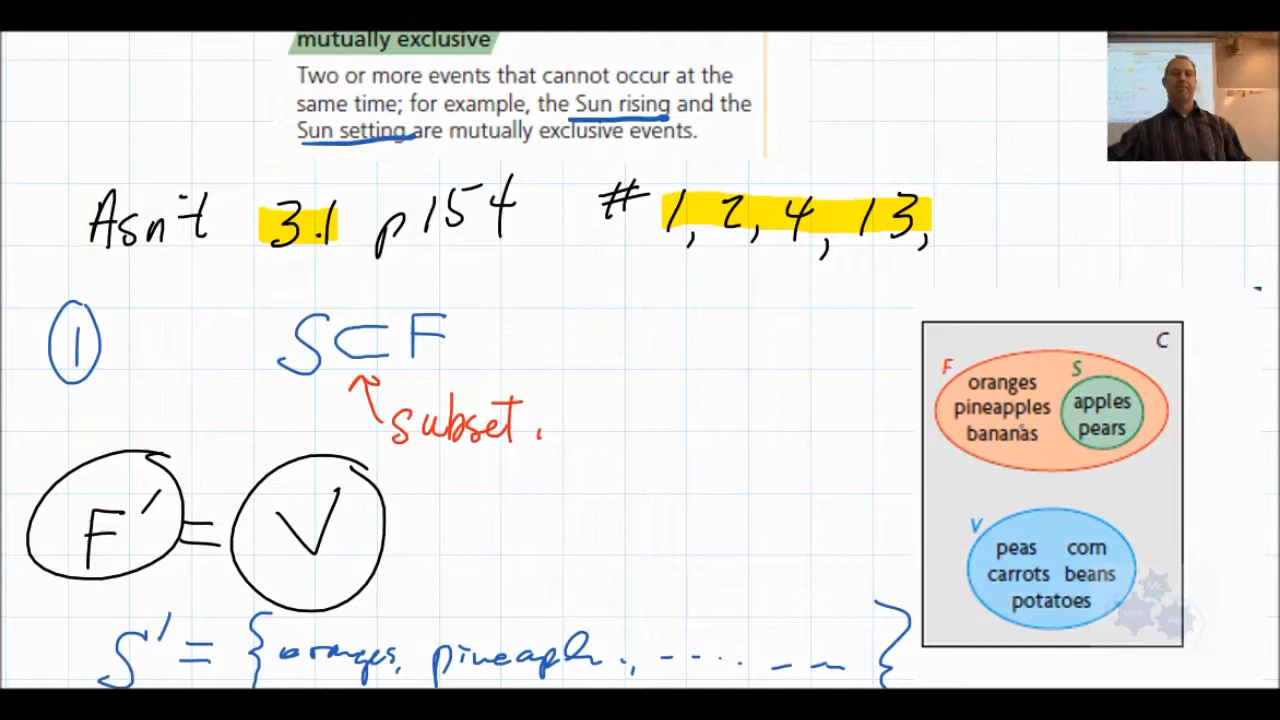 mutually exclusive
Two or more events that cannot occur at the
same time; for example, the Sun rising and the
Sun setting are mutually exclusive events.
Asn't 3.1 p154 # 1, 2, 4, 13,
1 S⊂F
subset.
F' = V
S' = {oranges, pineapple., ---.. -- }
C
F S
oranges
pineapples
bananas
apples
pears
V
peas corn
carrots beans
potatoes